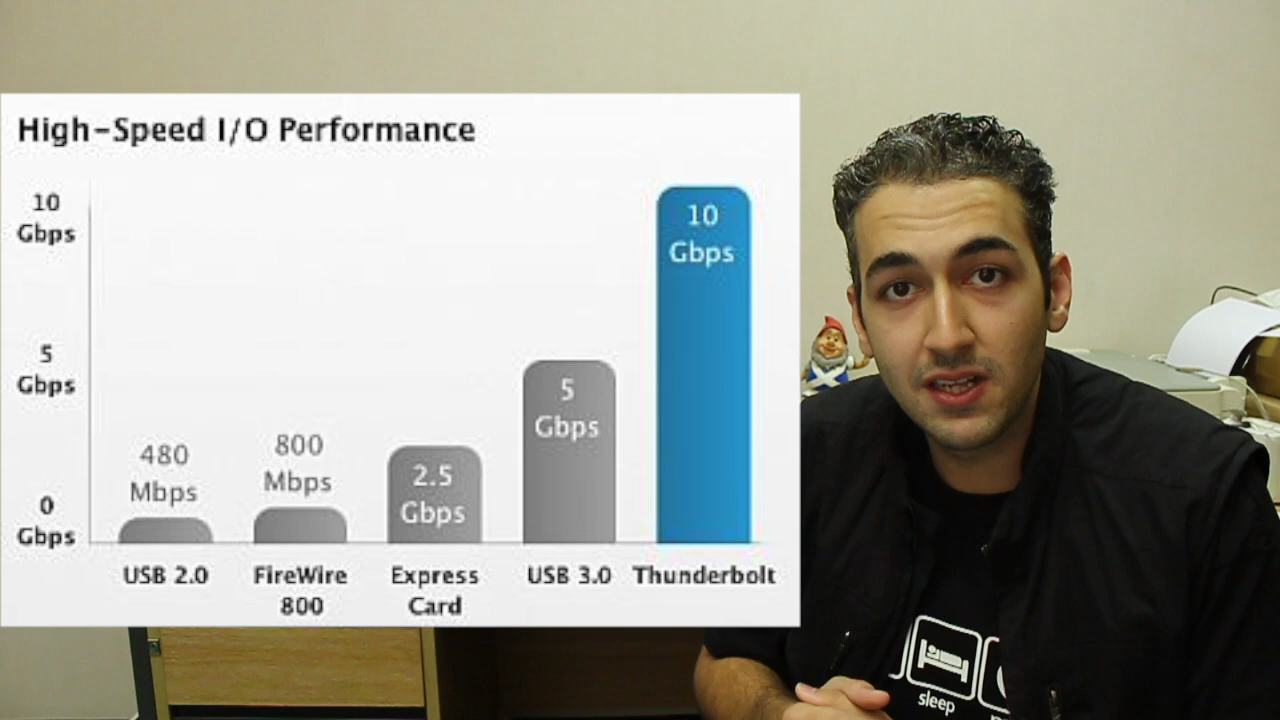 High-Speed I/O Performance
10
Gbps
5
Gbps
0
Gbps
480
Mbps
800
Mbps
2.5
Gbps
5
Gbps
10
Gbps
USB 2.0
FireWire
800
Express
Card
USB 3.0
Thunderbolt
sleep